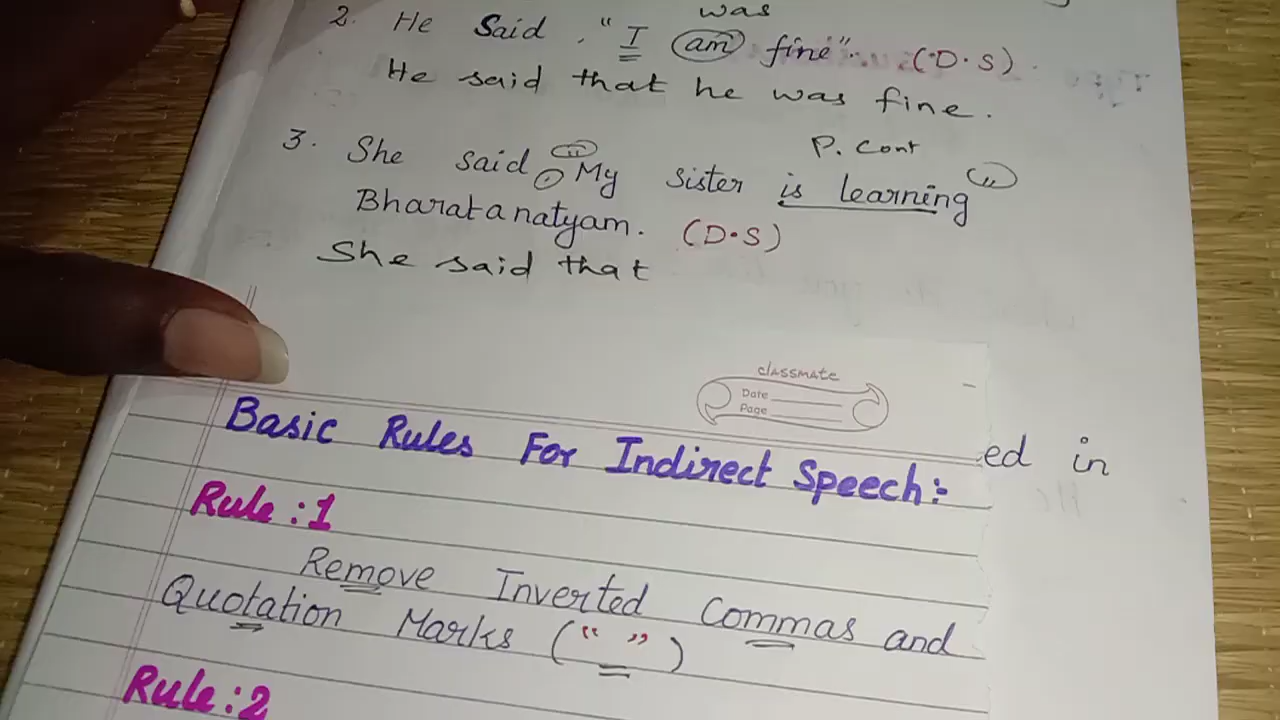 was
2. He Said , "I am fine". (D.S)
He said that he was fine.
P. Cont
3. She said , " My sister is learning "
Bharatanatyam. (D.S)
She said that
classmate
Date
Page
Basic Rules For Indirect Speech:-
ed in
Rule:1
Remove Inverted Commas and
Quotation Marks (" ")
Rule:2